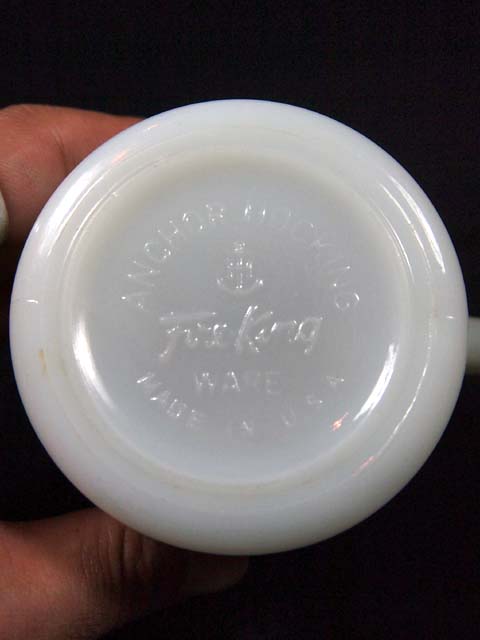 ANCHOR HOCKING
Fire King
WARE
MADE IN U.S.A